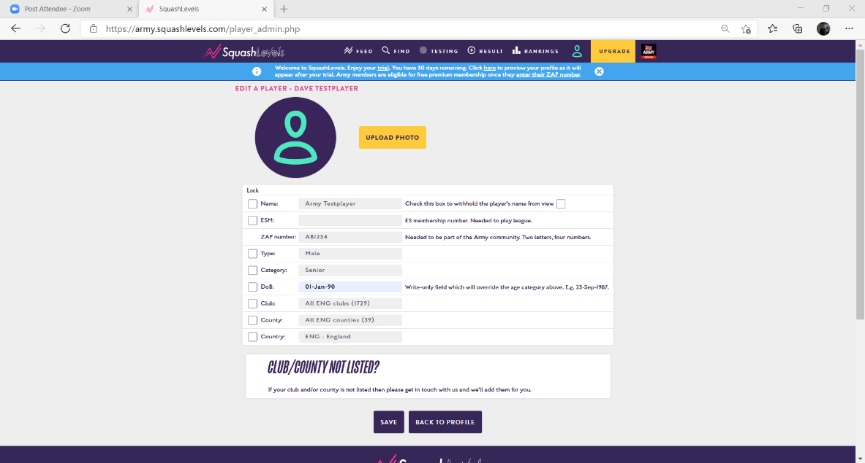 Post Attendee - Zoom
SquashLevels
https://army.squashlevels.com/player_admin.php
SquashLevels
FEED
FIND
TESTING
RESULT
RANKINGS
UPGRADE
Welcome to SquashLevels. Enjoy your trial. You have 30 days remaining. Click here to preview your profile as it will
appear after your trial. Army members are eligible for free premium membership once they enter their ZAP number.
EDIT A PLAYER - DAVE TESTPLAYER
UPLOAD PHOTO
Lock
Name: Army Testplayer Check this box to withhold the player's name from view
ESM: ES membership number. Needed to play league.
ZAP number: AB1234 Needed to be part of the Army community. Two letters, four numbers.
Type: Male
Category: Senior
DoB: 01-Jan-90 Write-only field which will override the age category above. E.g. 23-Sep-1987.
Club: All ENG clubs (1729)
County: All ENG counties (39)
Country: ENG - England
CLUB/COUNTY NOT LISTED?
If your club and/or county is not listed then please get in touch with us and we'll add them for you.
SAVE
BACK TO PROFILE